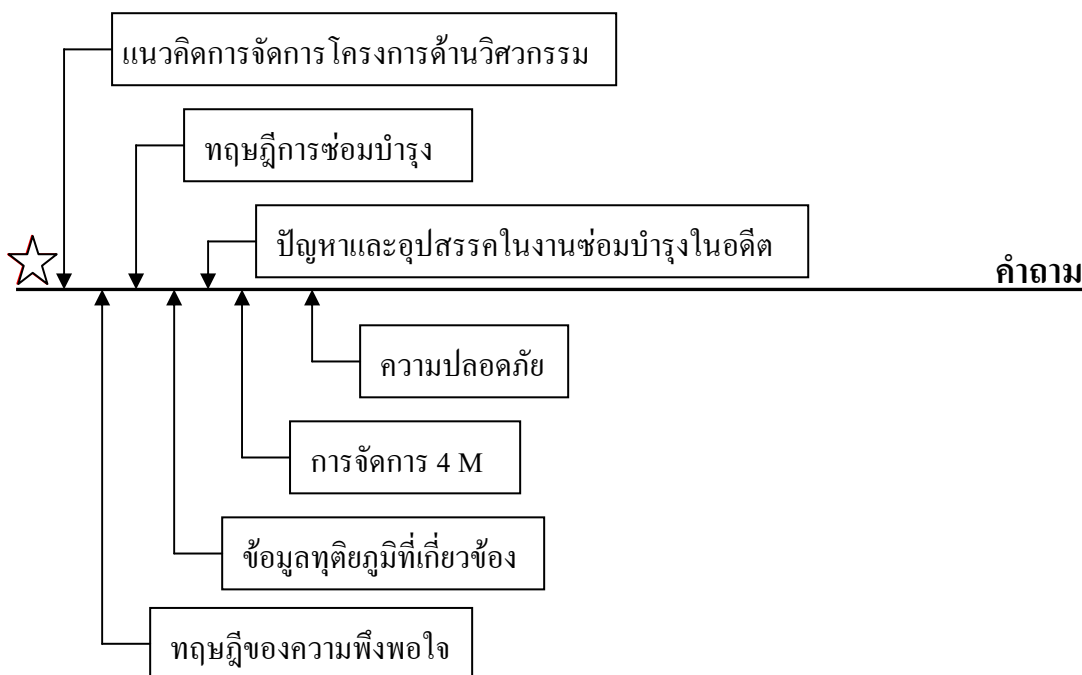 แนวคิดการจัดการโครงการด้านวิศวกรรม
ทฤษฎีการซ่อมบำรุง
ปัญหาและอุปสรรคในงานซ่อมบำรุงในอดีต
คำถาม
ความปลอดภัย
การจัดการ 4 M
ข้อมูลทุติยภูมิที่เกี่ยวข้อง
ทฤษฎีของความพึงพอใจ